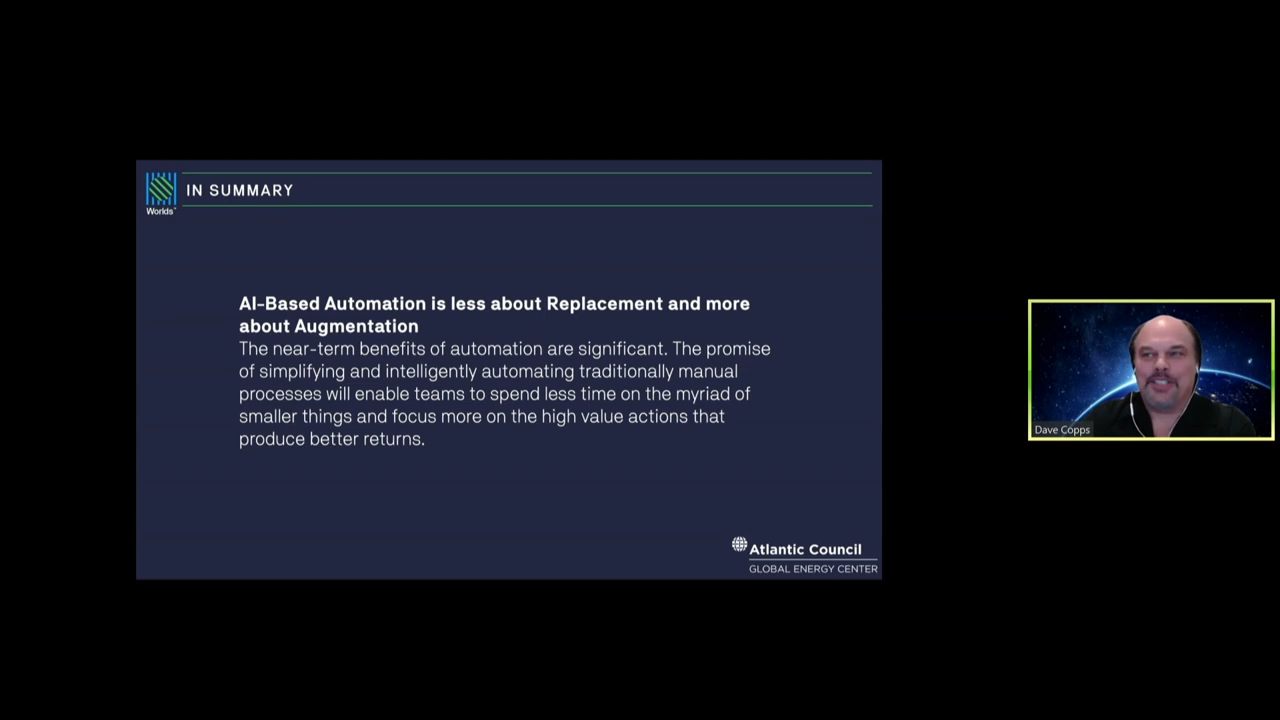 IN SUMMARY
Worlds™
AI-Based Automation is less about Replacement and more
about Augmentation
The near-term benefits of automation are significant. The promise
of simplifying and intelligently automating traditionally manual
processes will enable teams to spend less time on the myriad of
smaller things and focus more on the high value actions that
produce better returns.
Atlantic Council
GLOBAL ENERGY CENTER
Dave Copps